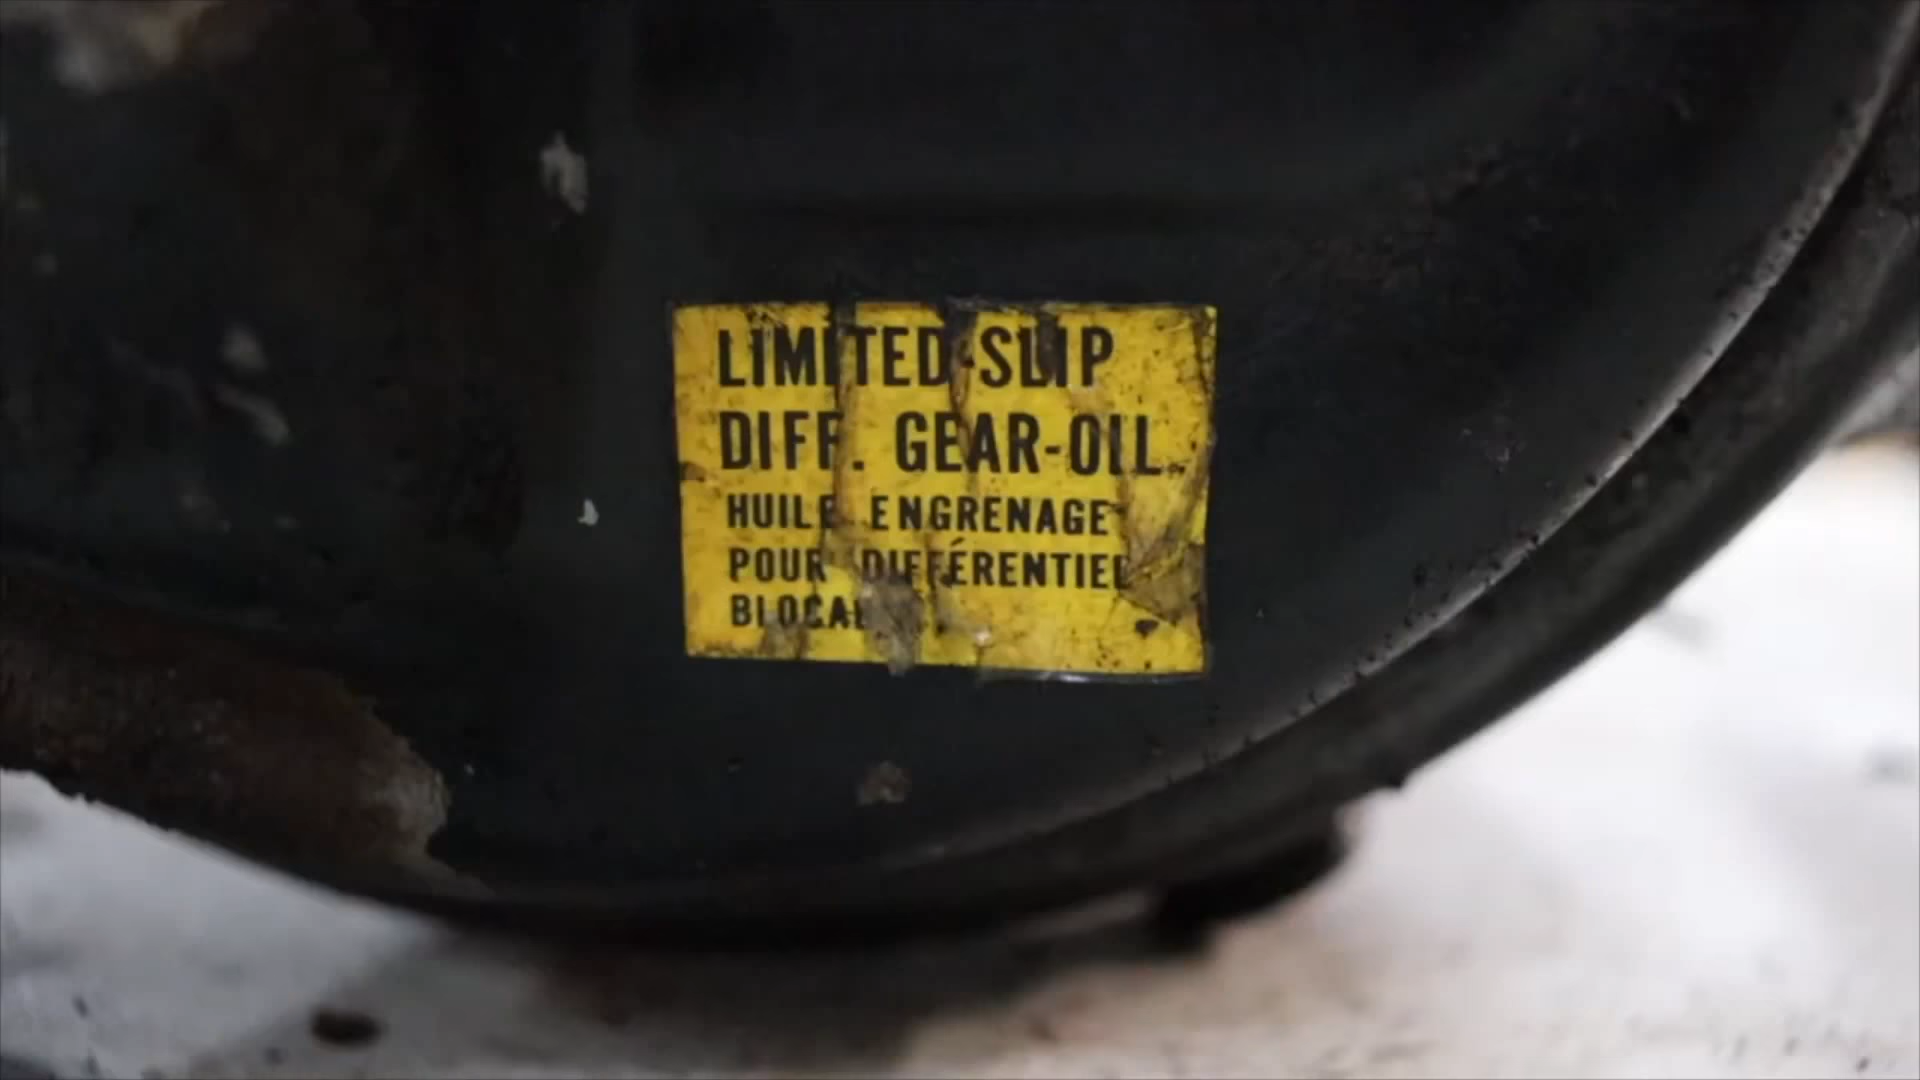 LIMITED-SLIP
DIFF. GEAR-OIL.
HUILE ENGRENAGE
POUR DIFFÉRENTIEL